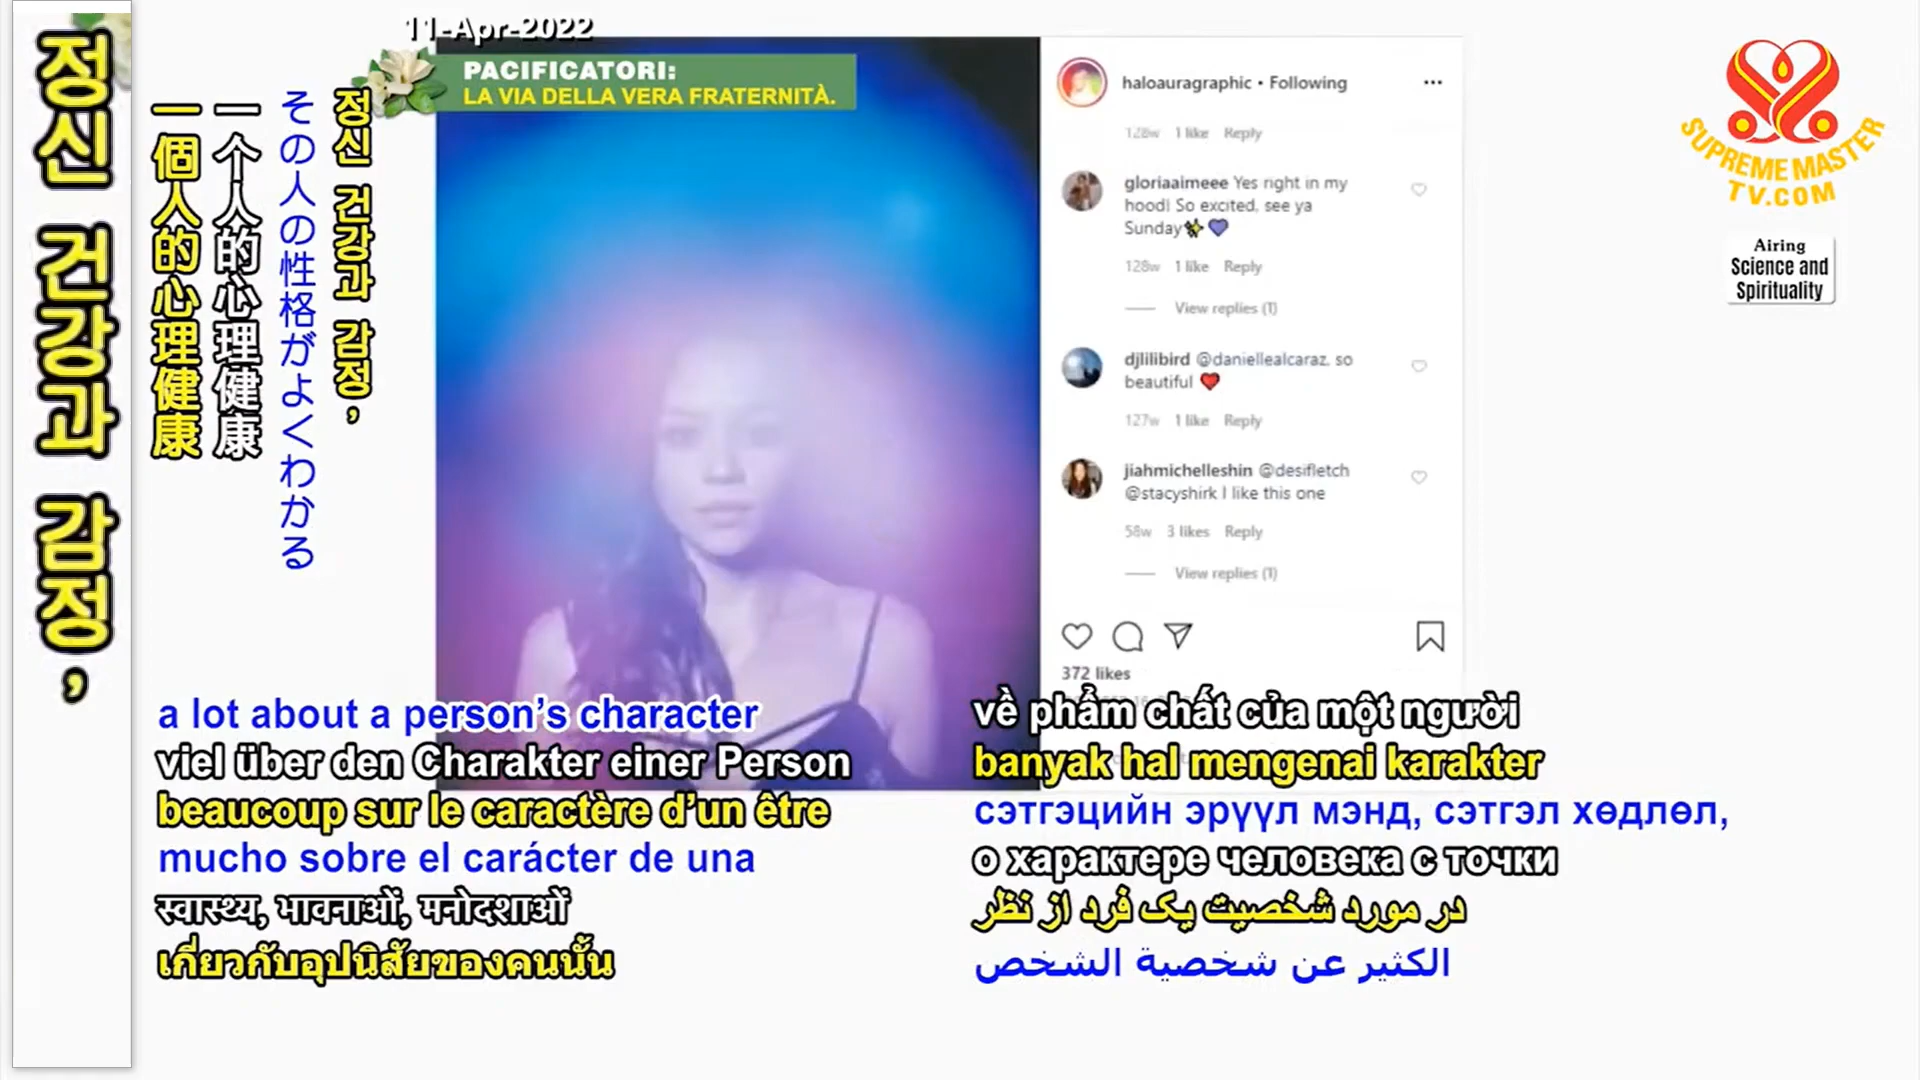 11-Apr-2022
PACIFICATORI:
LA VIA DELLA VERA FRATERNITÀ.
정신 건강과 감정,
一個人的心理健康
一个人的心理健康
その人の性格がよくわかる
정신 건강과 감정,
haloauragraphic • Following
128w 1 like Reply
gloriaaimeee Yes right in my
hood! So excited, see ya
Sunday✨💜
128w 1 like Reply
View replies (1)
djlilibird @daniellealcaraz, so
beautiful ❤️
127w 1 like Reply
jiahmichelleshin @desifletch
@stacyshirk I like this one
58w 3 likes Reply
View replies (1)
372 likes
SUPREME MASTER
TV.COM
Airing
Science and
Spirituality
a lot about a person’s character
viel über den Charakter einer Person
beaucoup sur le caractère d’un être
mucho sobre el carácter de una
स्वास्थ्य, भावनाओं, मनोदशाओं
เกี่ยวกับอุปนิสัยของคนนั้น
về phẩm chất của một người
banyak hal mengenai karakter
сэтгэцийн эрүүл мэнд, сэтгэл хөдлөл,
о характере человека с точки
در مورد شخصیت یک فرد از نظر
الكثير عن شخصية الشخص